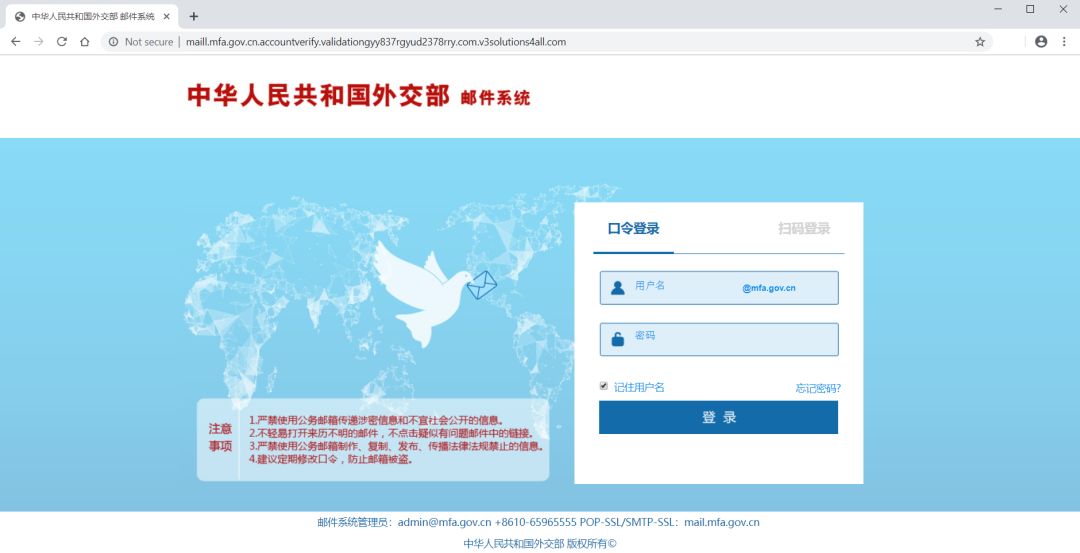 中华人民共和国外交部 邮件系统
Not secure | maill.mfa.gov.cn.accountverify.validationgyy837rgyud2378rry.com.v3solutions4all.com
中华人民共和国外交部 邮件系统
口令登录 扫码登录
用户名 @mfa.gov.cn
密码
记住用户名 忘记密码?
登 录
注意
事项
1.严禁使用公务邮箱传递涉密信息和不宜社会公开的信息。
2.不轻易打开来历不明的邮件，不点击疑似有问题邮件中的链接。
3.严禁使用公务邮箱制作、复制、发布、传播法律法规禁止的信息。
4.建议定期修改口令，防止邮箱被盗。
邮件系统管理员：admin@mfa.gov.cn +8610-65965555 POP-SSL/SMTP-SSL：mail.mfa.gov.cn
中华人民共和国外交部 版权所有©